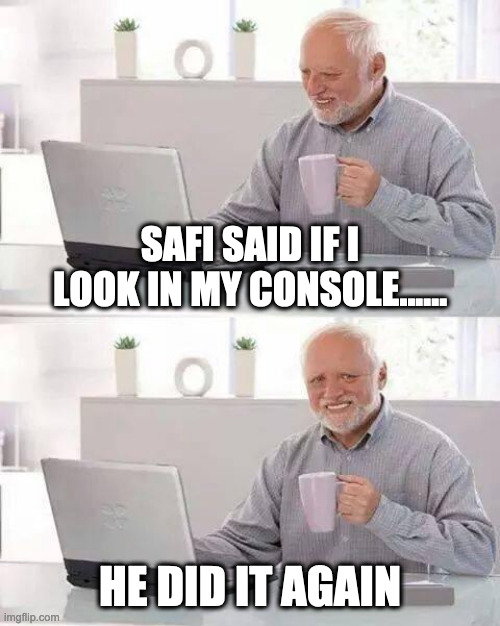 SAFI SAID IF I
LOOK IN MY CONSOLE......
HE DID IT AGAIN
imgflip.com